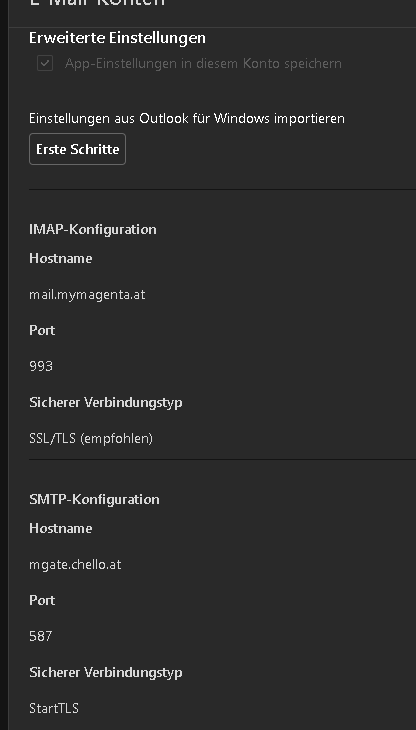 E-Mail-Konten
Erweiterte Einstellungen
App-Einstellungen in diesem Konto speichern
Einstellungen aus Outlook für Windows importieren
Erste Schritte
IMAP-Konfiguration
Hostname
mail.mymagenta.at
Port
993
Sicherer Verbindungstyp
SSL/TLS (empfohlen)
SMTP-Konfiguration
Hostname
mgate.chello.at
Port
587
Sicherer Verbindungstyp
StartTLS